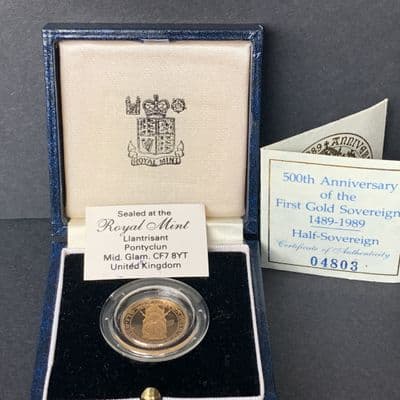 ROYAL MINT
Sealed at the
Royal Mint
Llantrisant
Pontyclun
Mid. Glam. CF7 8YT
United Kingdom
500th Anniversary
of the
First Gold Sovereign
1489-1989
Half-Sovereign
Certificate of Authenticity
04803